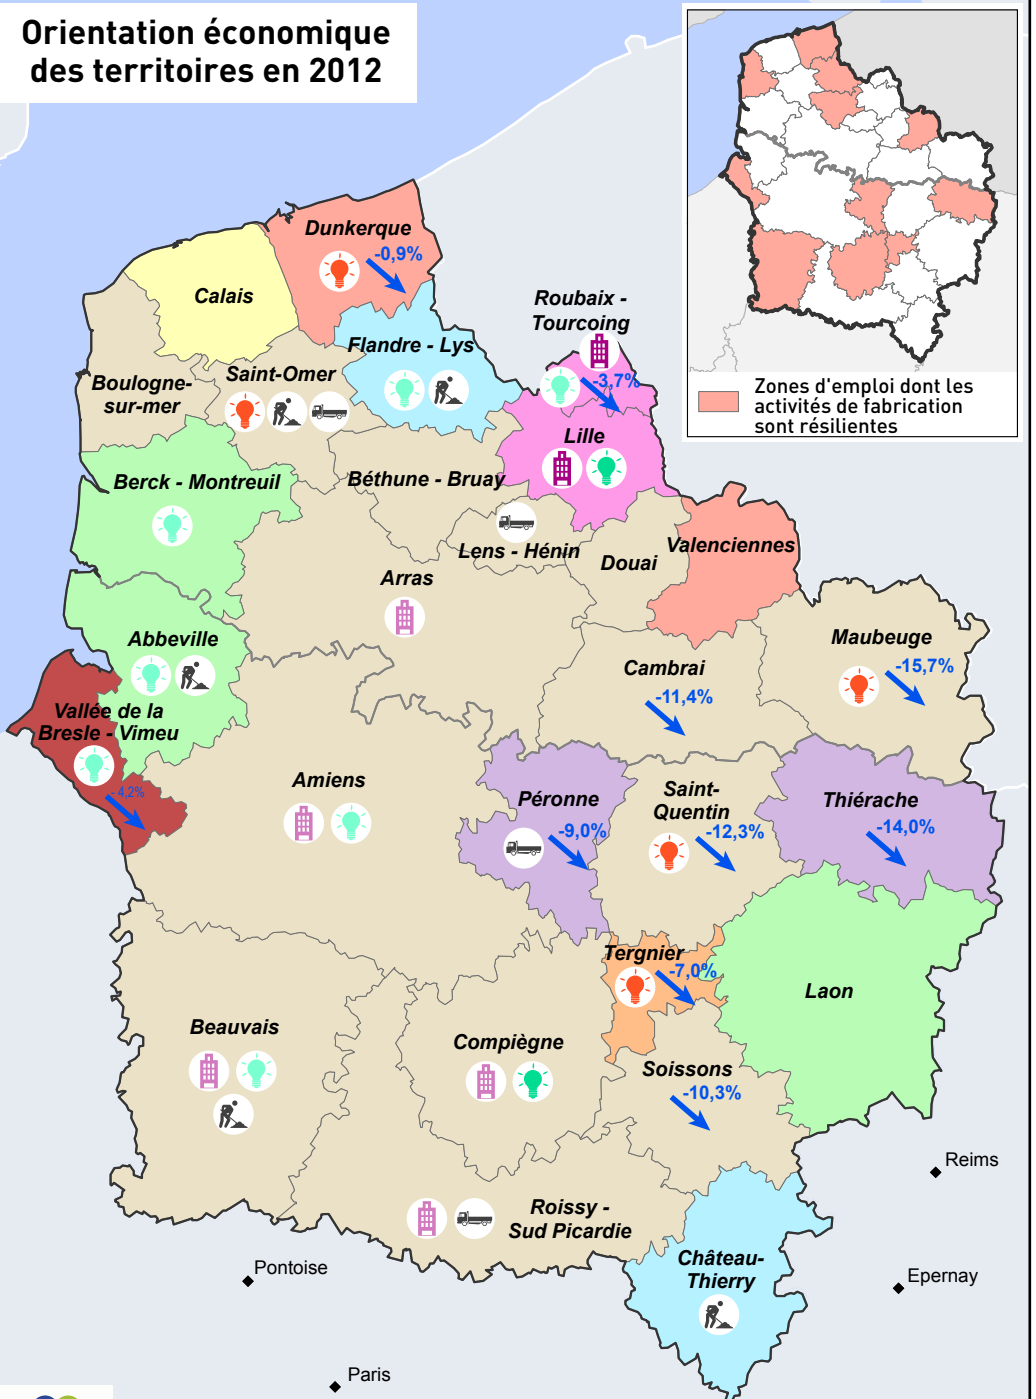 Orientation économique
des territoires en 2012
Zones d'emploi dont les
activités de fabrication
sont résilientes
Dunkerque
-0,9%
Calais
Roubaix -
Tourcoing
-3,7%
Flandre - Lys
Saint-Omer
Boulogne-
sur-mer
Lille
Berck - Montreuil
Béthune - Bruay
Lens - Hénin
Douai
Valenciennes
Arras
Abbeville
Maubeuge
-15,7%
Cambrai
-11,4%
Vallée de la
Bresle - Vimeu
- 4,2%
Amiens
Péronne
-9,0%
Saint-
Quentin
-12,3%
Thiérache
-14,0%
Tergnier
-7,0%
Laon
Beauvais
Compiègne
Soissons
-10,3%
Reims
Roissy -
Sud Picardie
Château-
Thierry
Pontoise
Epernay
Paris